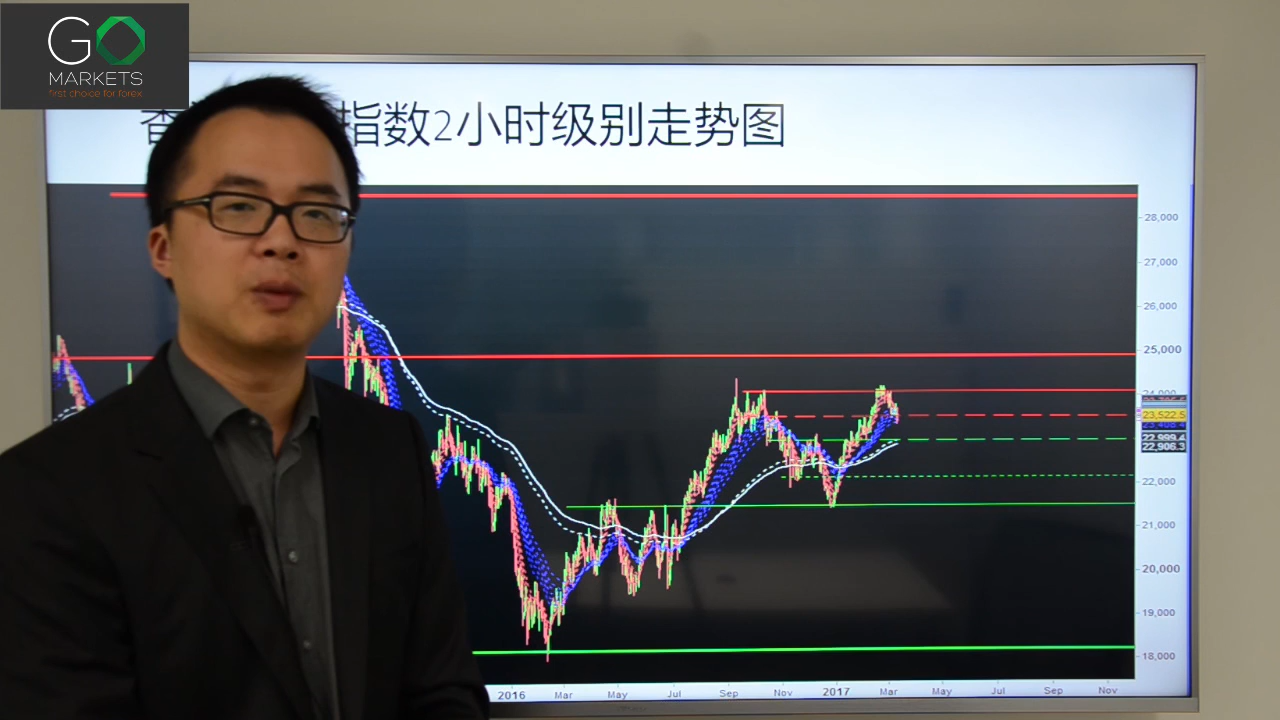 GO
MARKETS
first choice for forex
指数2小时级别走势图
28,000
27,000
26,000
25,000
24,000
23,522.5
23,408.4
22,999.4
22,906.3
22,000
21,000
20,000
19,000
18,000
2016 Mar May Jul Sep Nov 2017 Mar May Jul Sep Nov